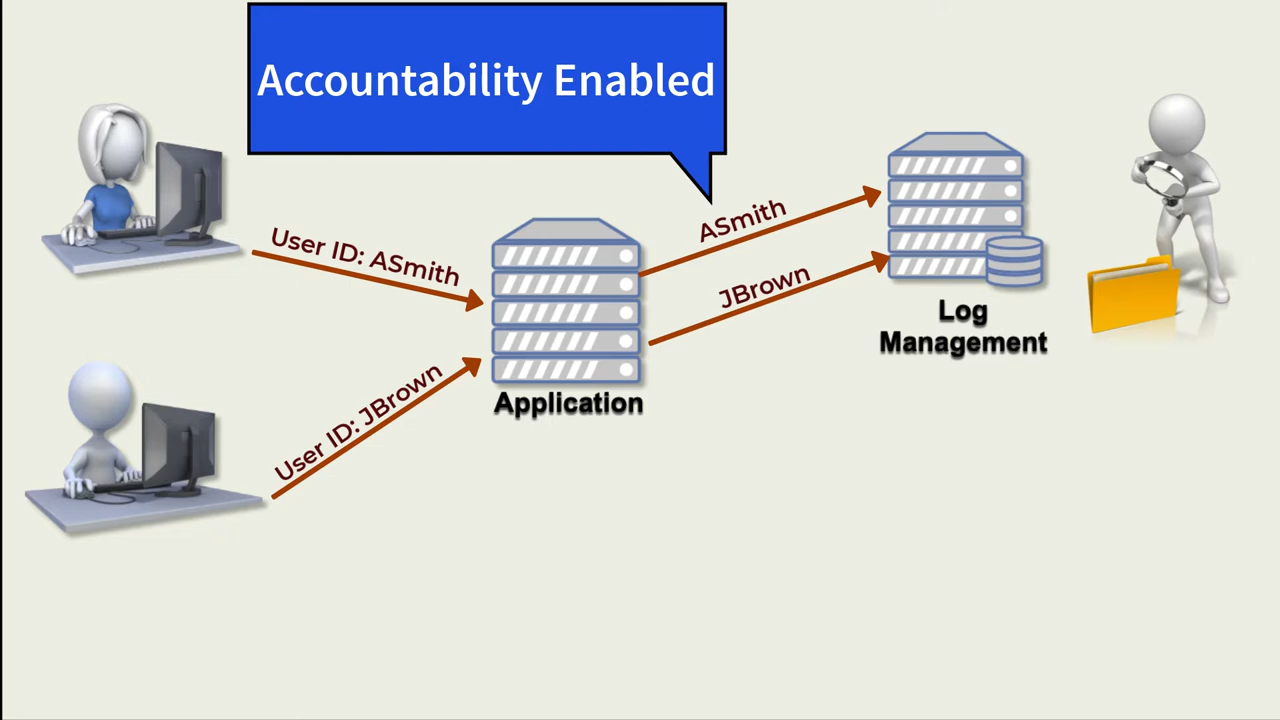 Accountability Enabled
User ID: ASmith
ASmith
JBrown
User ID: JBrown
Application
Log
Management